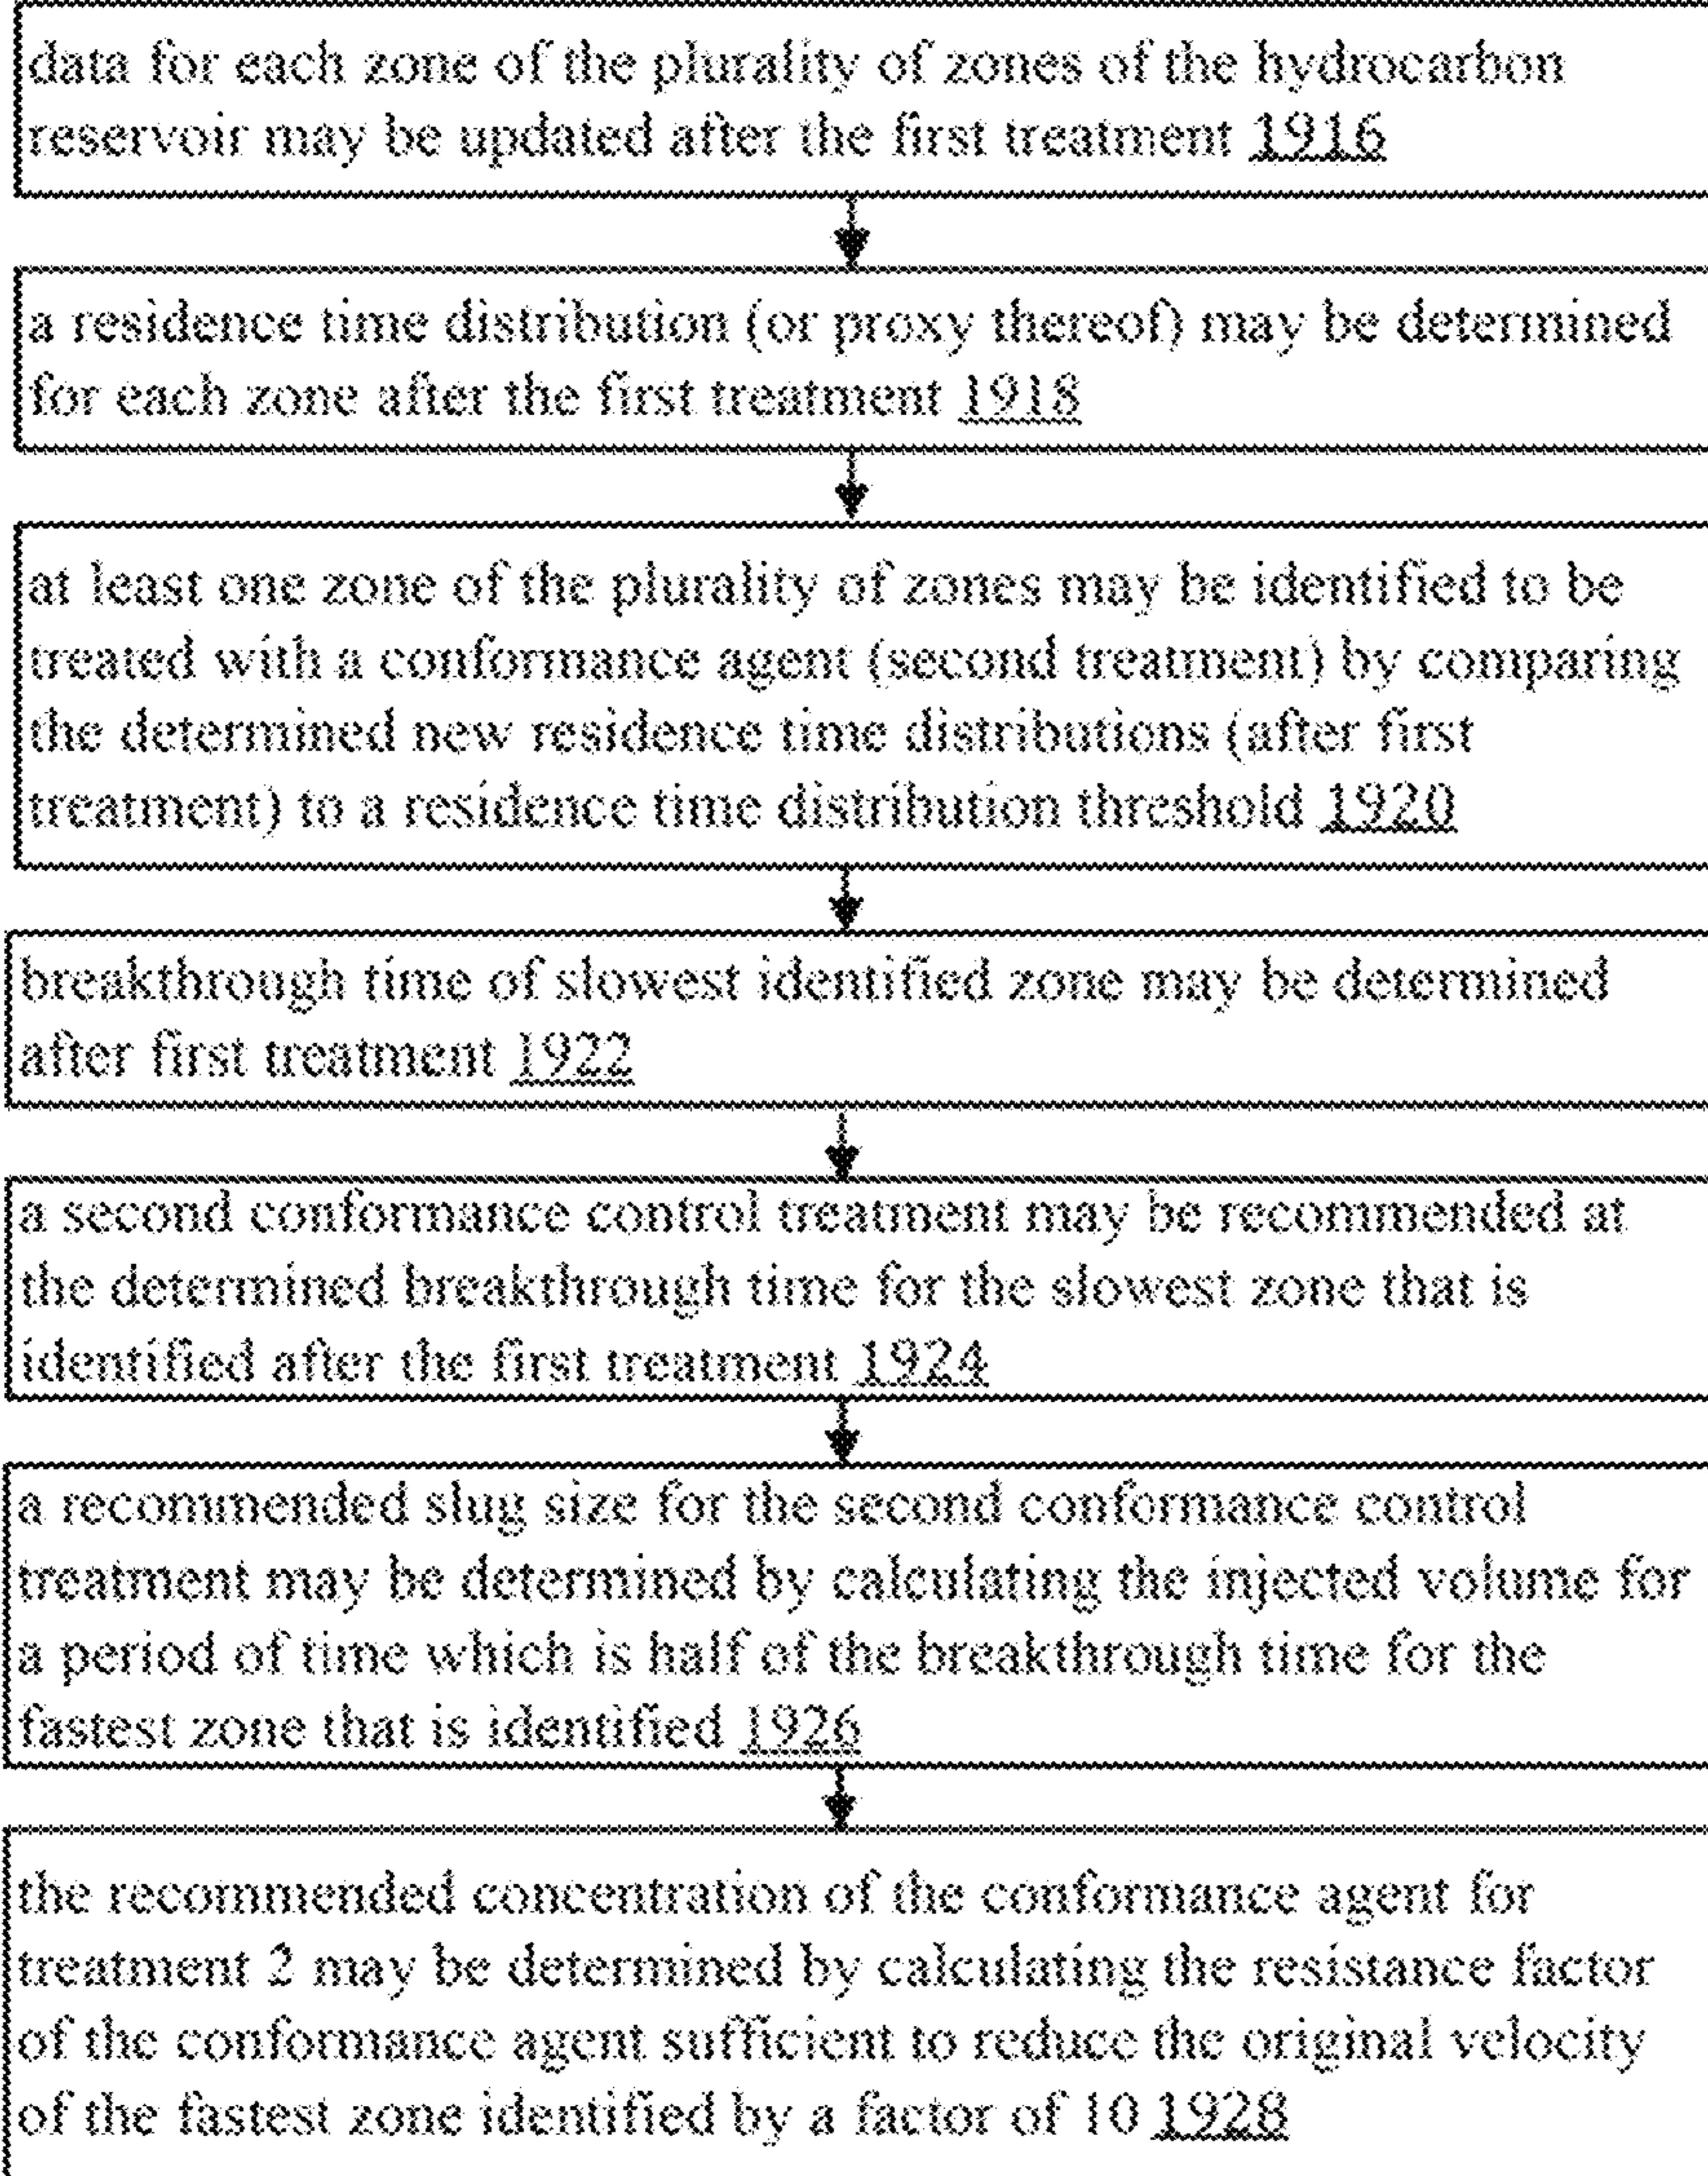 data for each zone of the plurality of zones of the hydrocarbon
reservoir may be updated after the first treatment 1916
a residence time distribution (or proxy thereof) may be determined
for each zone after the first treatment 1918
at least one zone of the plurality of zones may be identified to be
treated with a conformance agent (second treatment) by comparing
the determined new residence time distributions (after first
treatment) to a residence time distribution threshold 1920
breakthrough time of slowest identified zone may be determined
after first treatment 1922
a second conformance control treatment may be recommended at
the determined breakthrough time for the slowest zone that is
identified after the first treatment 1924
a recommended slug size for the second conformance control
treatment may be determined by calculating the injected volume for
a period of time which is half of the breakthrough time for the
fastest zone that is identified 1926
the recommended concentration of the conformance agent for
treatment 2 may be determined by calculating the resistance factor
of the conformance agent sufficient to reduce the original velocity
of the fastest zone identified by a factor of 10 1928